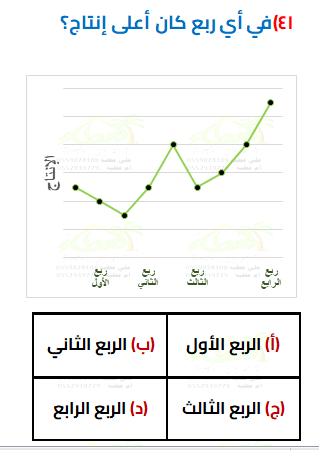 ٤١) في أي ربع كان أعلى إنتاج؟
الإنتاج
ربع الأول
ربع الثاني
ربع الثالث
ربع الرابع
(أ) الربع الأول
(ب) الربع الثاني
(ج) الربع الثالث
(د) الربع الرابع